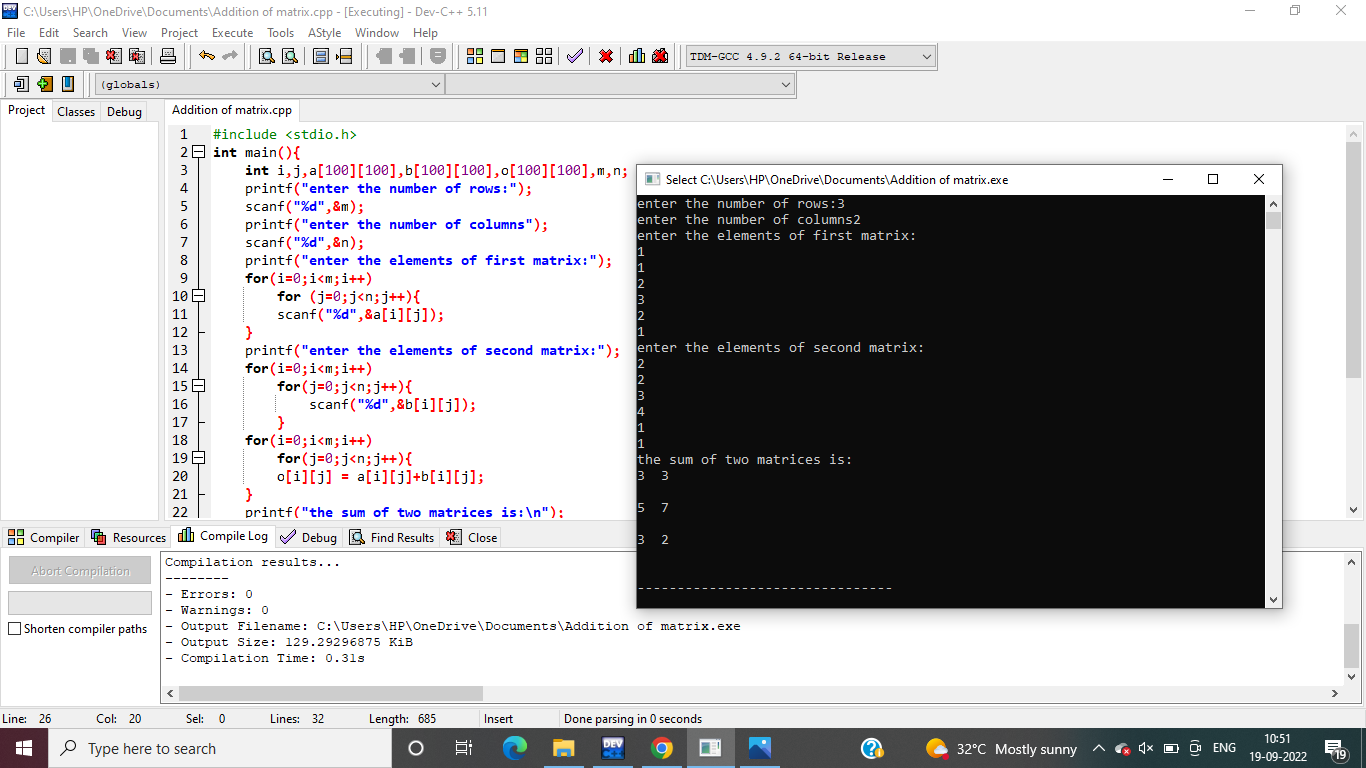 C:\Users\HP\OneDrive\Documents\Addition of matrix.cpp - [Executing] - Dev-C++ 5.11
File Edit Search View Project Execute Tools AStyle Window Help
TDM-GCC 4.9.2 64-bit Release
(globals)
Project Classes Debug
Addition of matrix.cpp
1 #include <stdio.h>
2 int main(){
3 int i,j,a[100][100],b[100][100],o[100][100],m,n;
4 printf("enter the number of rows:");
5 scanf("%d",&m);
6 printf("enter the number of columns");
7 scanf("%d",&n);
8 printf("enter the elements of first matrix:");
9 for(i=0;i<m;i++)
10 for (j=0;j<n;j++){
11 scanf("%d",&a[i][j]);
12 }
13 printf("enter the elements of second matrix:");
14 for(i=0;i<m;i++)
15 for(j=0;j<n;j++){
16 scanf("%d",&b[i][j]);
17 }
18 for(i=0;i<m;i++)
19 for(j=0;j<n;j++){
20 o[i][j] = a[i][j]+b[i][j];
21 }
22 printf("the sum of two matrices is:\n");
Select C:\Users\HP\OneDrive\Documents\Addition of matrix.exe
enter the number of rows:3
enter the number of columns2
enter the elements of first matrix:
1
1
2
3
2
1
enter the elements of second matrix:
2
2
3
4
1
1
the sum of two matrices is:
3 3
5 7
3 2
--------------------------------
Compiler Resources Compile Log Debug Find Results Close
Abort Compilation
Shorten compiler paths
Compilation results...
--------
- Errors: 0
- Warnings: 0
- Output Filename: C:\Users\HP\OneDrive\Documents\Addition of matrix.exe
- Output Size: 129.29296875 KiB
- Compilation Time: 0.31s
Line: 26 Col: 20 Sel: 0 Lines: 32 Length: 685 Insert Done parsing in 0 seconds
Type here to search
DEV
32°C Mostly sunny
ENG
10:51
19-09-2022
19